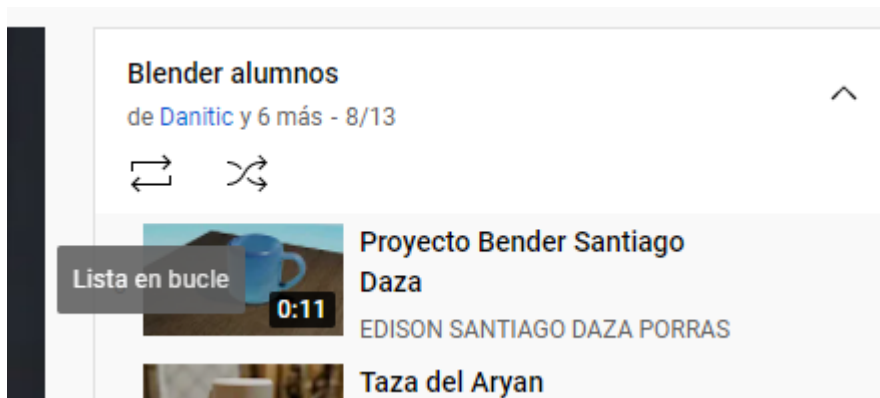 Blender alumnos
de Danitic y 6 más - 8/13
Lista en bucle
0:11
Proyecto Bender Santiago
Daza
EDISON SANTIAGO DAZA PORRAS
Taza del Aryan